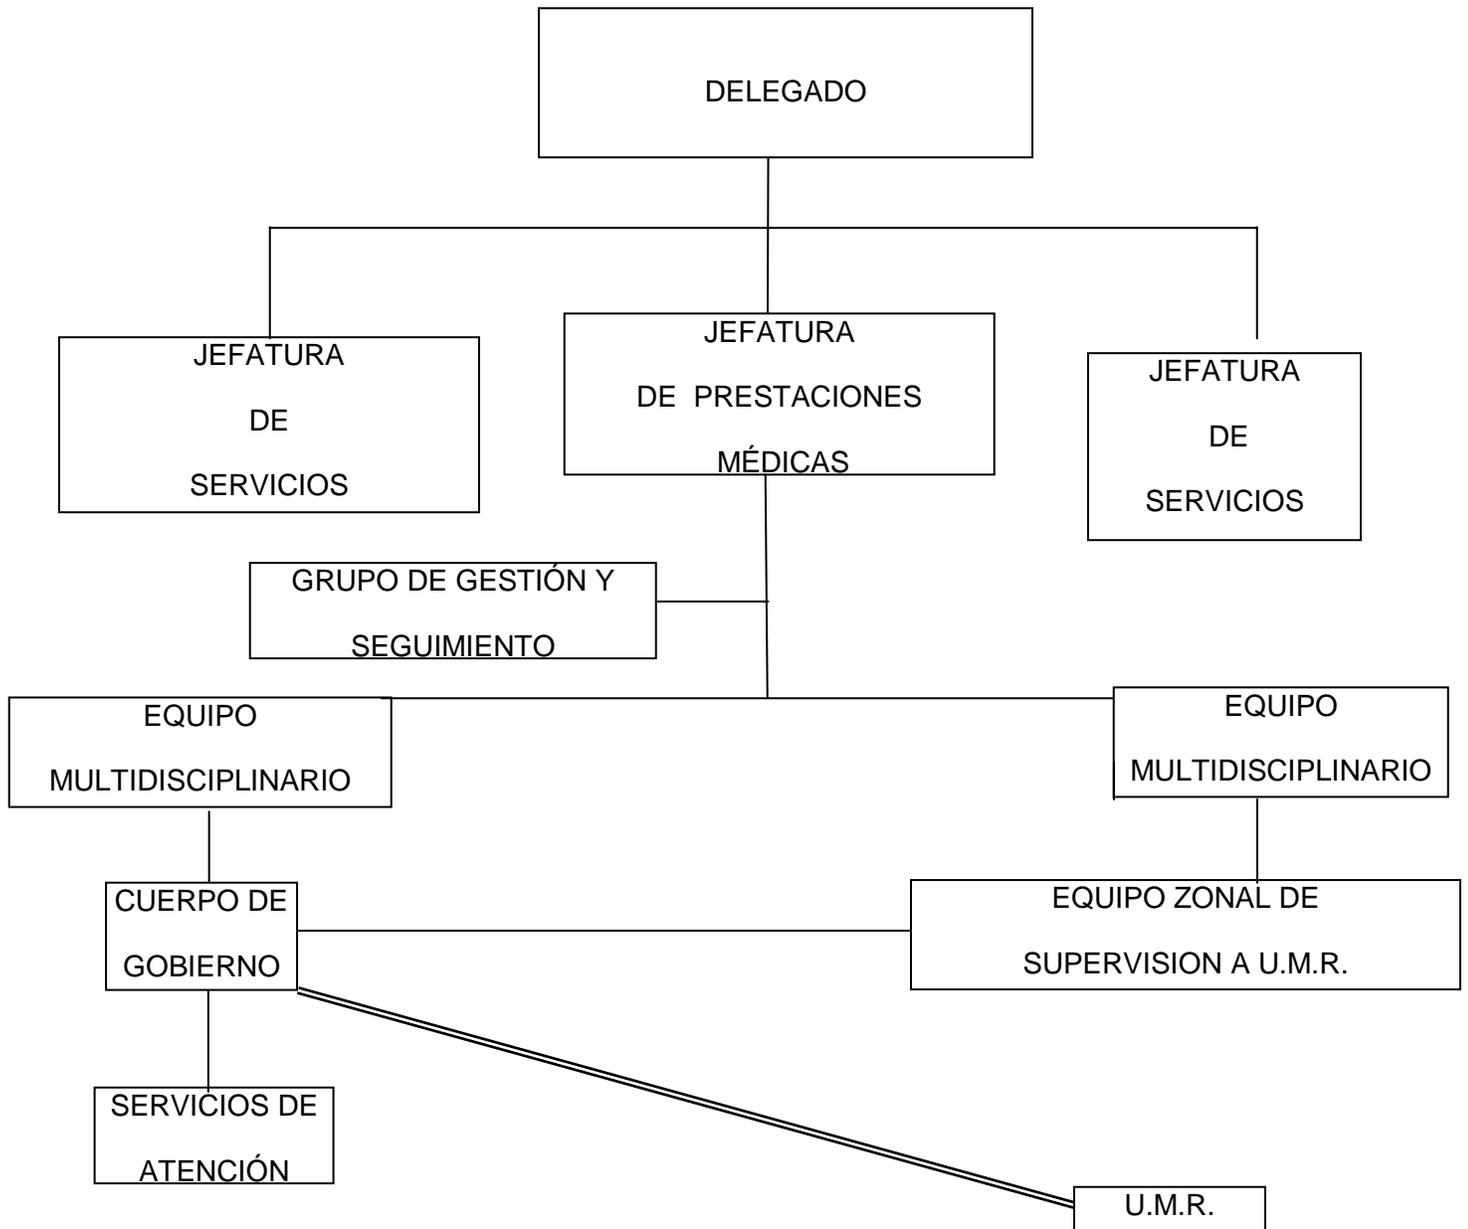 DELEGADO
JEFATURA
DE
SERVICIOS
JEFATURA
DE PRESTACIONES
MÉDICAS
JEFATURA
DE
SERVICIOS
GRUPO DE GESTIÓN Y
SEGUIMIENTO
EQUIPO
MULTIDISCIPLINARIO
EQUIPO
MULTIDISCIPLINARIO
CUERPO DE
GOBIERNO
EQUIPO ZONAL DE
SUPERVISION A U.M.R.
SERVICIOS DE
ATENCIÓN
U.M.R.